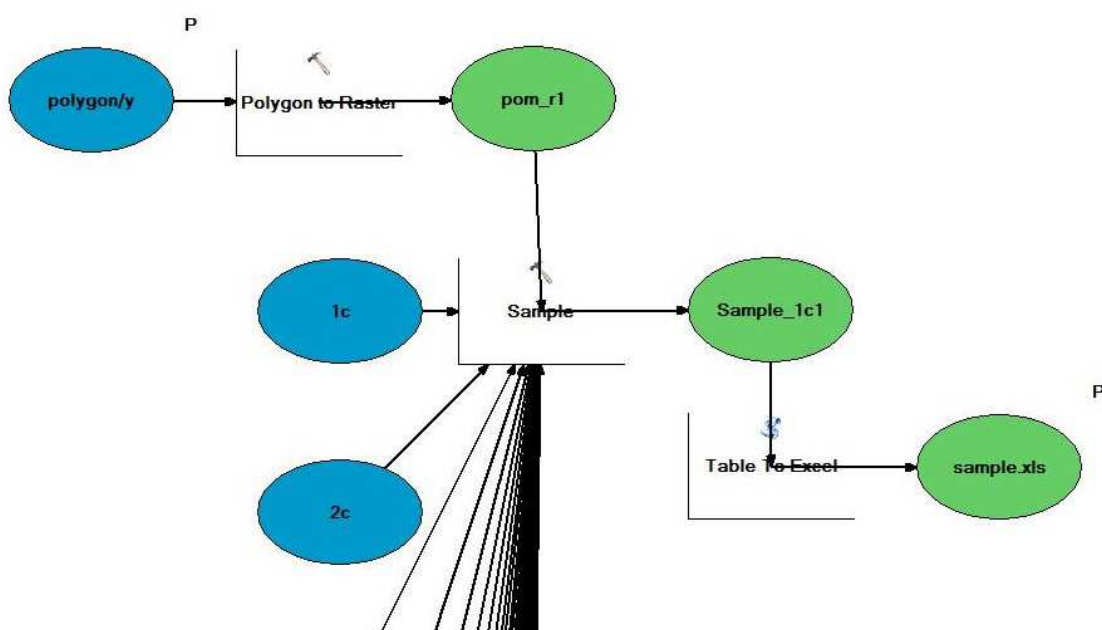 P
polygon/y
Polygon to Raster
pom_r1
1c
Sample
Sample_1c1
P
2c
Table To Excel
sample.xls